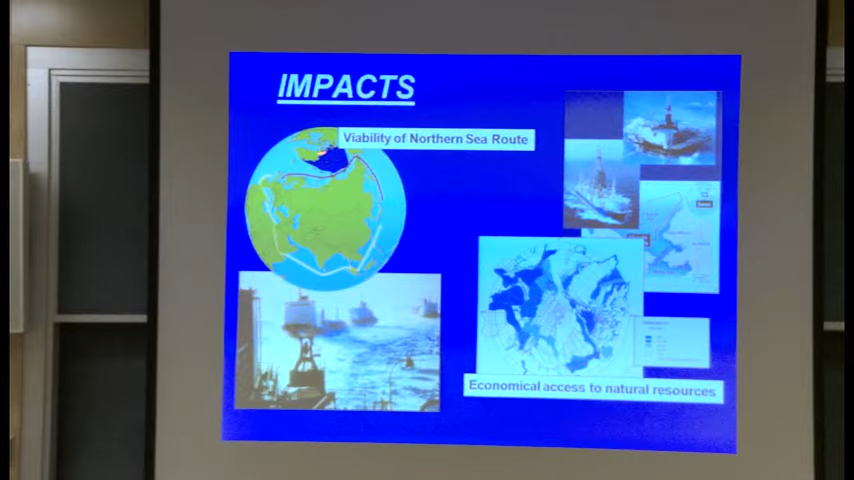 IMPACTS
Viability of Northern Sea Route
Economical access to natural resources